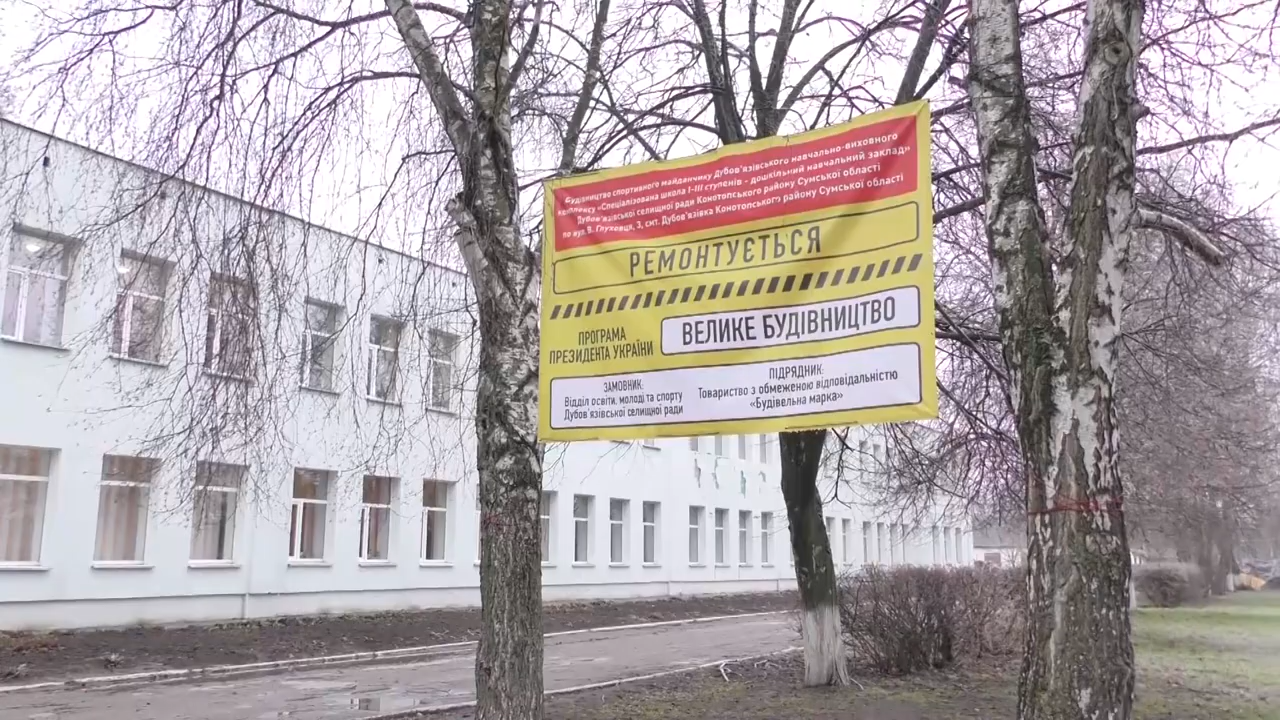 Будівництво спортивного майданчику Дубов'язівського навчально-виховного
комплексу «Спеціалізована школа І-ІІІ ступенів - дошкільний навчальний заклад»
Дубов'язівської селищної ради Конотопського району Сумської області
по вул. В. Глуховця, 3, смт. Дубов'язівка Конотопського району Сумської області
РЕМОНТУЄТЬСЯ
ПРОГРАМА
ПРЕЗИДЕНТА УКРАЇНИ
ВЕЛИКЕ БУДІВНИЦТВО
ЗАМОВНИК:
Відділ освіти, молоді та спорту
Дубов'язівської селищної ради
ПІДРЯДНИК:
Товариство з обмеженою відповідальністю
«Будівельна марка»